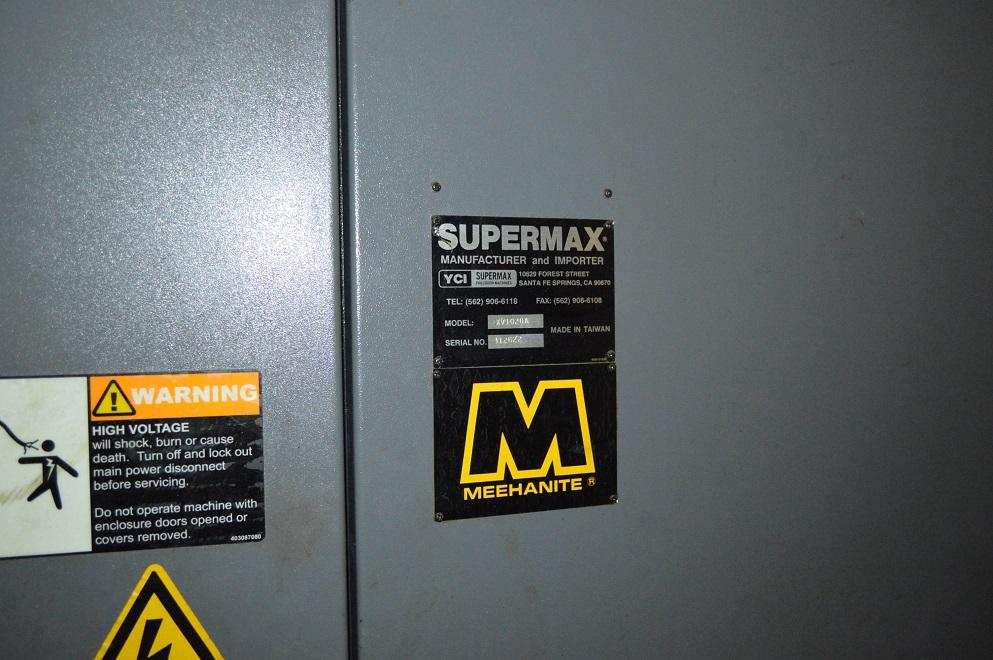 SUPERMAX®
MANUFACTURER and IMPORTER
YCI SUPERMAX
PRECISION MACHINES
10629 FOREST STREET
SANTA FE SPRINGS, CA 90670
TEL: (562) 906-6118 FAX: (562) 906-6108
MODEL: XV1020A
MADE IN TAIWAN
SERIAL NO.
M
MEEHANITE ®
WARNING
HIGH VOLTAGE
will shock, burn or cause
death. Turn off and lock out
main power disconnect
before servicing.
Do not operate machine with
enclosure doors opened or
covers removed.
403087080